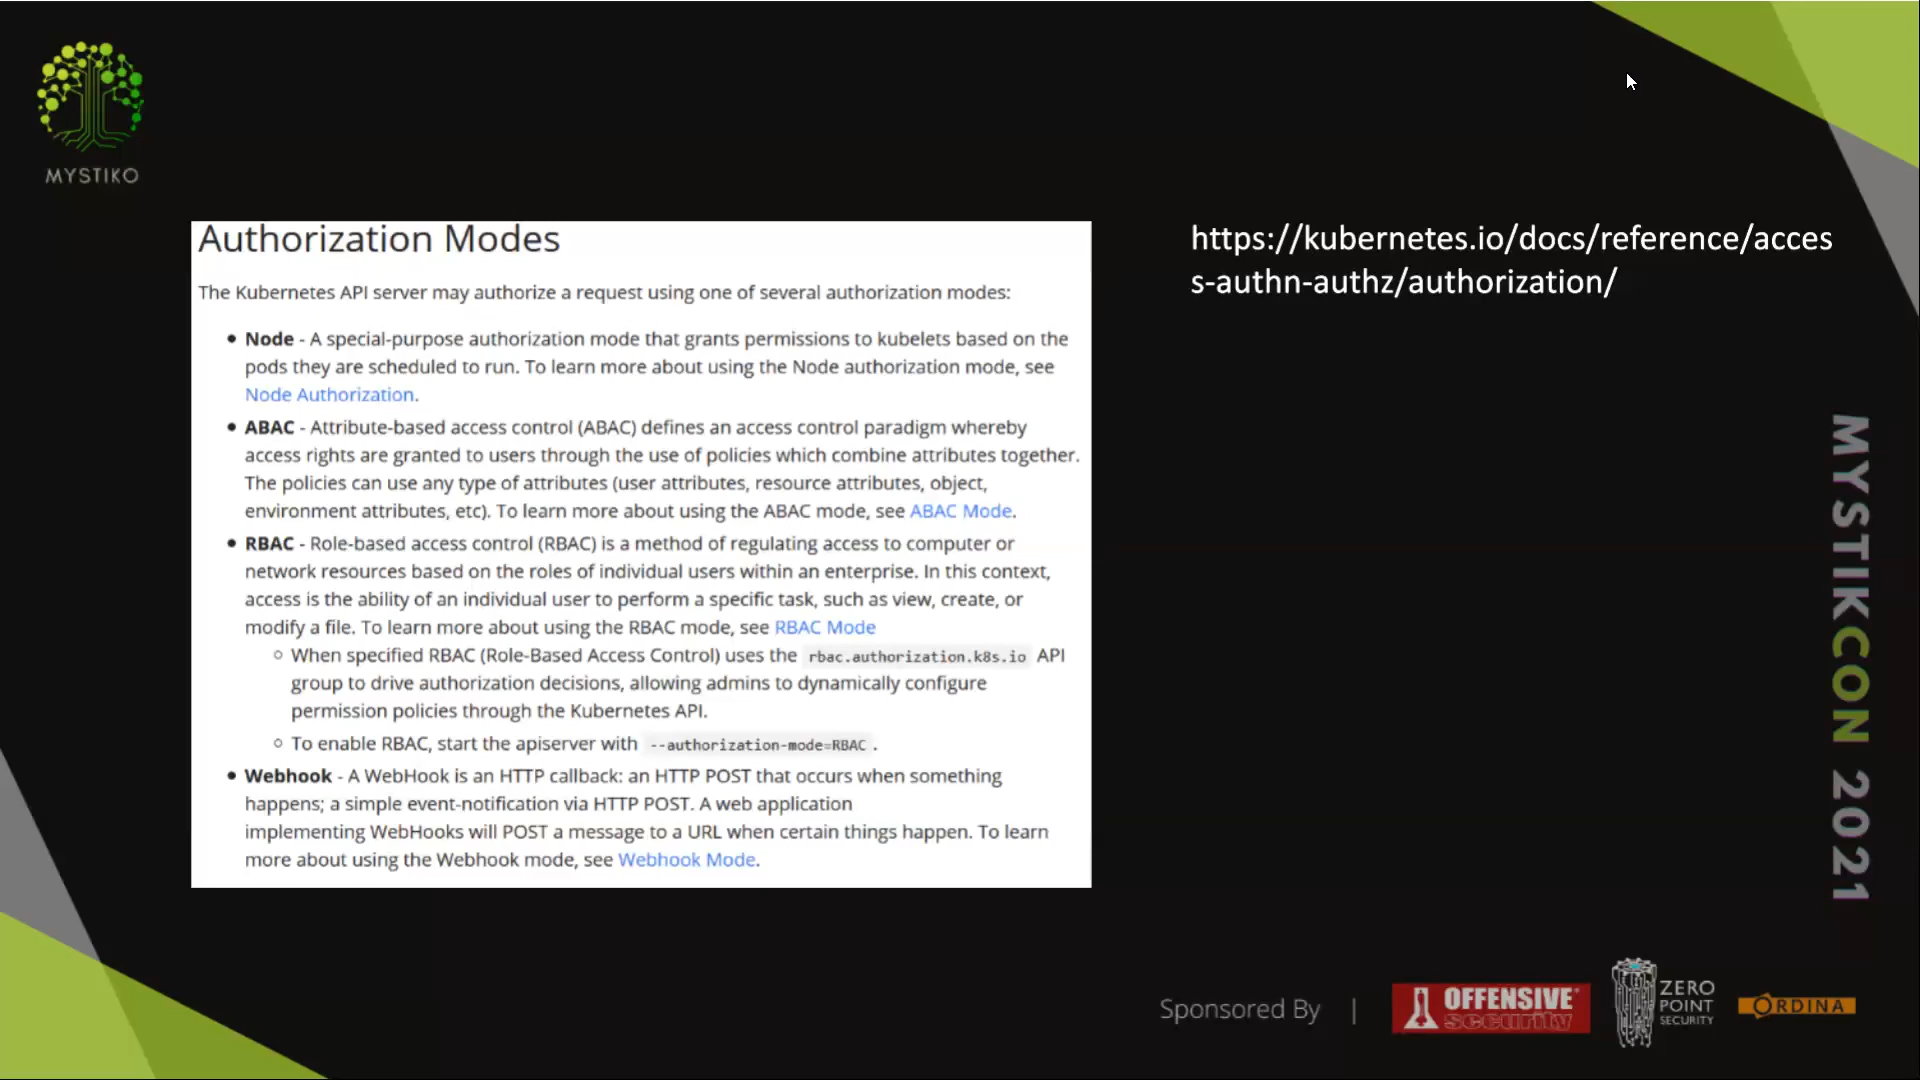 MYSTIKO
Authorization Modes
The Kubernetes API server may authorize a request using one of several authorization modes:
• Node - A special-purpose authorization mode that grants permissions to kubelets based on the
pods they are scheduled to run. To learn more about using the Node authorization mode, see
Node Authorization.
• ABAC - Attribute-based access control (ABAC) defines an access control paradigm whereby
access rights are granted to users through the use of policies which combine attributes together.
The policies can use any type of attributes (user attributes, resource attributes, object,
environment attributes, etc). To learn more about using the ABAC mode, see ABAC Mode.
• RBAC - Role-based access control (RBAC) is a method of regulating access to computer or
network resources based on the roles of individual users within an enterprise. In this context,
access is the ability of an individual user to perform a specific task, such as view, create, or
modify a file. To learn more about using the RBAC mode, see RBAC Mode
○ When specified RBAC (Role-Based Access Control) uses the rbac.authorization.k8s.io API
group to drive authorization decisions, allowing admins to dynamically configure
permission policies through the Kubernetes API.
○ To enable RBAC, start the apiserver with --authorization-mode=RBAC .
• Webhook - A WebHook is an HTTP callback: an HTTP POST that occurs when something
happens; a simple event-notification via HTTP POST. A web application
implementing WebHooks will POST a message to a URL when certain things happen. To learn
more about using the Webhook mode, see Webhook Mode.
https://kubernetes.io/docs/reference/acces
s-authn-authz/authorization/
MYSTIKCON 2021
Sponsored By |
OFFENSIVE
security
ZERO
POINT
SECURITY
ORDINA